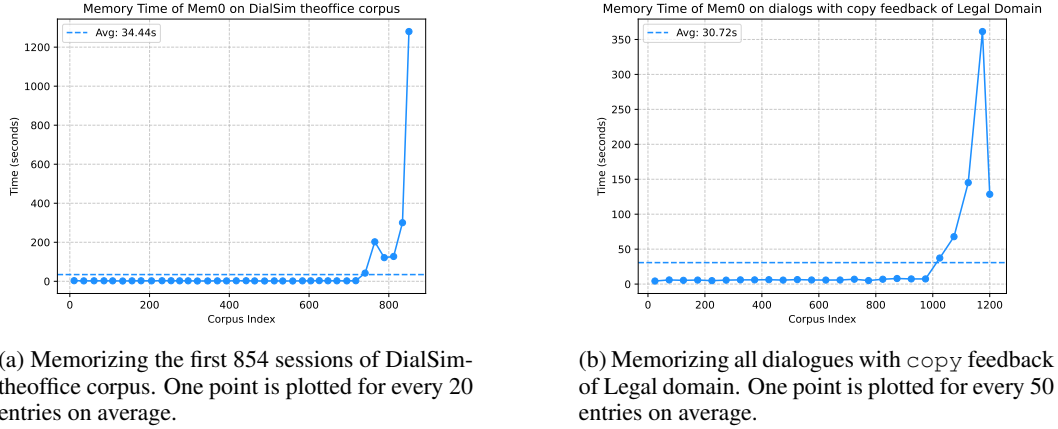 Memory Time of Mem0 on DialSim theoffice corpus
Avg: 34.44s
Time (seconds)
1200
1000
800
600
400
200
0
0 200 400 600 800
Corpus Index
(a) Memorizing the first 854 sessions of DialSim-
theoffice corpus. One point is plotted for every 20
entries on average.
Memory Time of Mem0 on dialogs with copy feedback of Legal Domain
Avg: 30.72s
Time (seconds)
350
300
250
200
150
100
50
0
0 200 400 600 800 1000 1200
Corpus Index
(b) Memorizing all dialogues with copy feedback
of Legal domain. One point is plotted for every 50
entries on average.